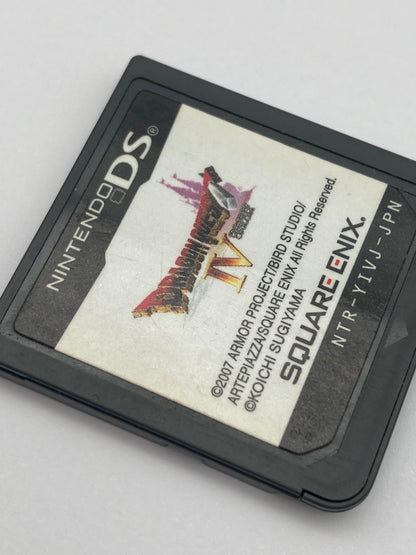 NINTENDO DS®
DRAGON QUEST
IV
©2007 ARMOR PROJECT/BIRD STUDIO/
ARTEPIAZZA/SQUARE ENIX All Rights Reserved.
©KOICHI SUGIYAMA
SQUARE ENIX.
NTR-YIVJ-JPN